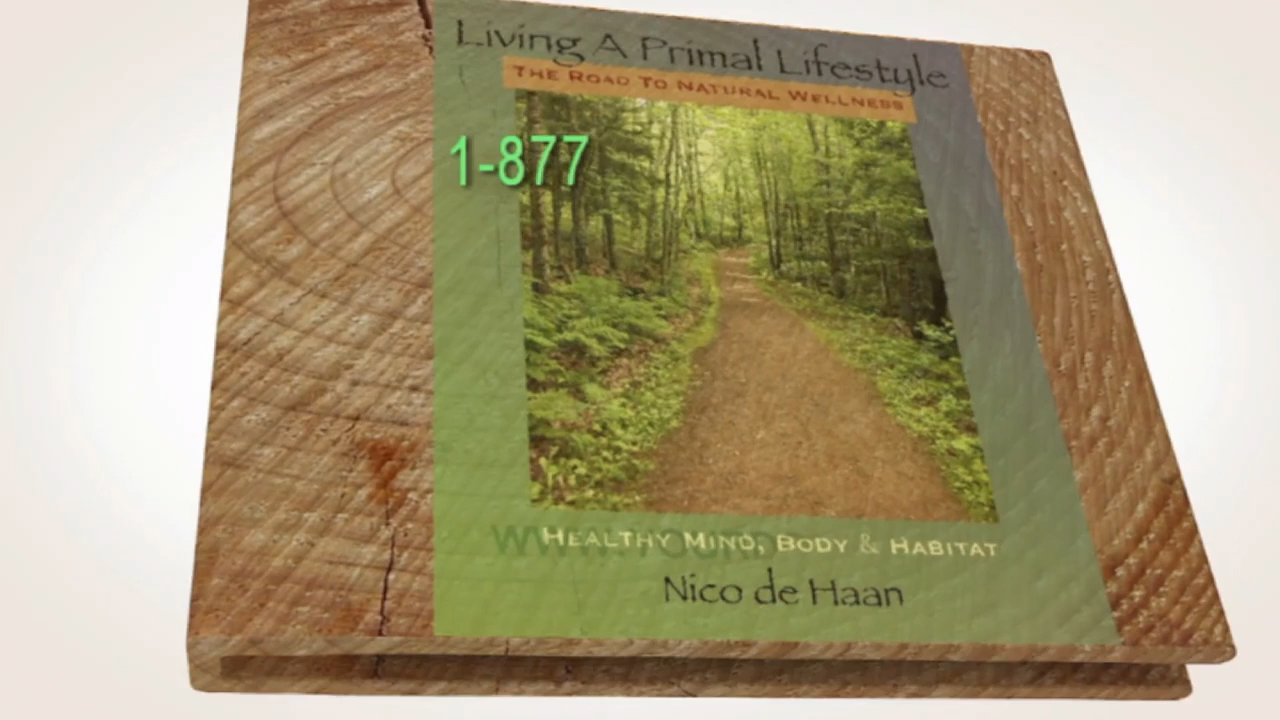 Living A Primal Lifestyle
THE ROAD TO NATURAL WELLNESS
1-877
HEALTHY MIND, BODY & HABITAT
Nico de Haan